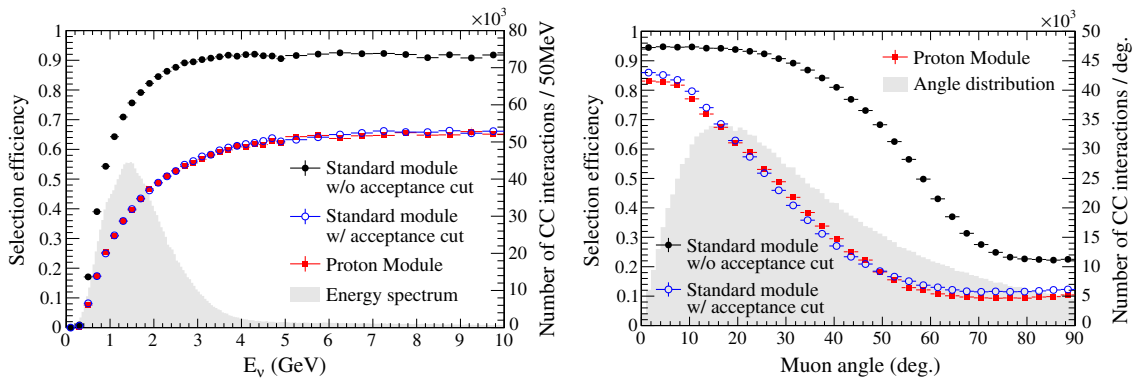 ×10³
×10³
1
0.9
0.8
0.7
0.6
0.5
0.4
0.3
0.2
0.1
0
Selection efficiency
0 1 2 3 4 5 6 7 8 9 10
E_ν (GeV)
80
70
60
50
40
30
20
10
0
Number of CC interactions / 50MeV
Standard module
w/o acceptance cut
Standard module
w/ acceptance cut
Proton Module
Energy spectrum
1
0.9
0.8
0.7
0.6
0.5
0.4
0.3
0.2
0.1
0
Selection efficiency
0 10 20 30 40 50 60 70 80 90
Muon angle (deg.)
50
45
40
35
30
25
20
15
10
5
0
Number of CC interactions / deg.
Proton Module
Angle distribution
Standard module
w/o acceptance cut
Standard module
w/ acceptance cut